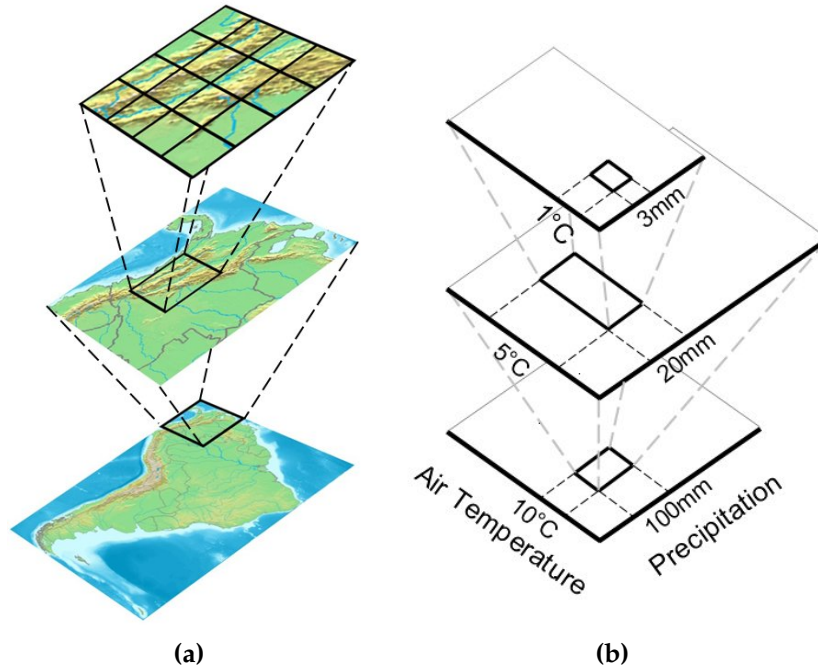 1°C
3mm
5°C
20mm
10°C
100mm
Air Temperature
Precipitation
(a)
(b)